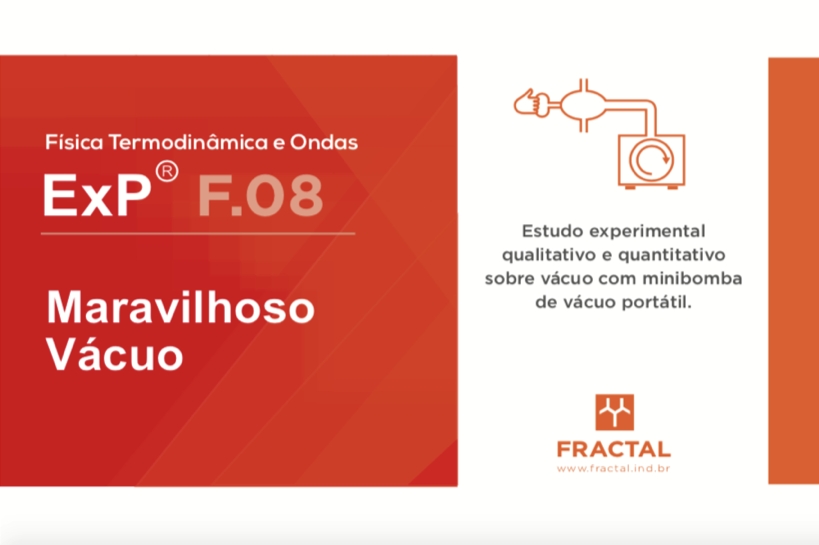 Física Termodinâmica e Ondas
ExP® F.08
Maravilhoso
Vácuo
Estudo experimental
qualitativo e quantitativo
sobre vácuo com minibomba
de vácuo portátil.
FRACTAL
www.fractal.ind.br